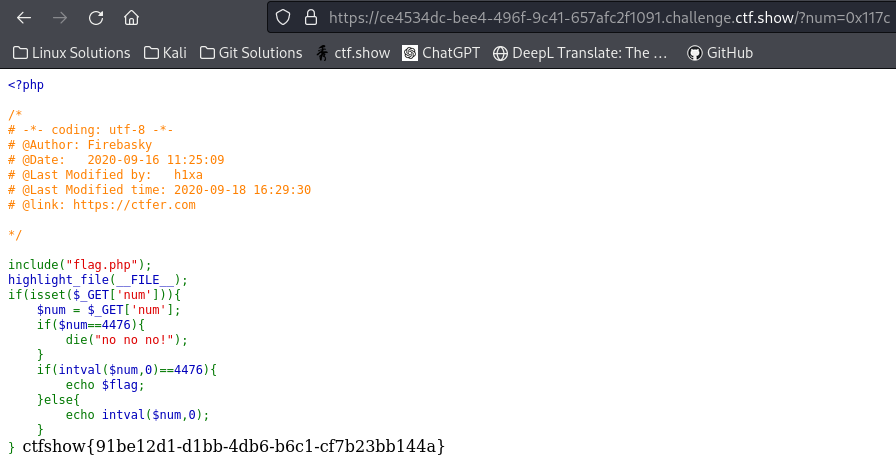 https://ce4534dc-bee4-496f-9c41-657afc2f1091.challenge.ctf.show/?num=0x117c
Linux Solutions Kali Git Solutions ctf.show ChatGPT DeepL Translate: The … GitHub
<?php
/*
# -*- coding: utf-8 -*-
# @Author: Firebasky
# @Date:   2020-09-16 11:25:09
# @Last Modified by:   h1xa
# @Last Modified time: 2020-09-18 16:29:30
# @link: https://ctfer.com
*/
include("flag.php");
highlight_file(__FILE__);
if(isset($_GET['num'])){
    $num = $_GET['num'];
    if($num==4476){
        die("no no no!");
    }
    if(intval($num,0)==4476){
        echo $flag;
    }else{
        echo intval($num,0);
    }
} ctfshow{91be12d1-d1bb-4db6-b6c1-cf7b23bb144a}